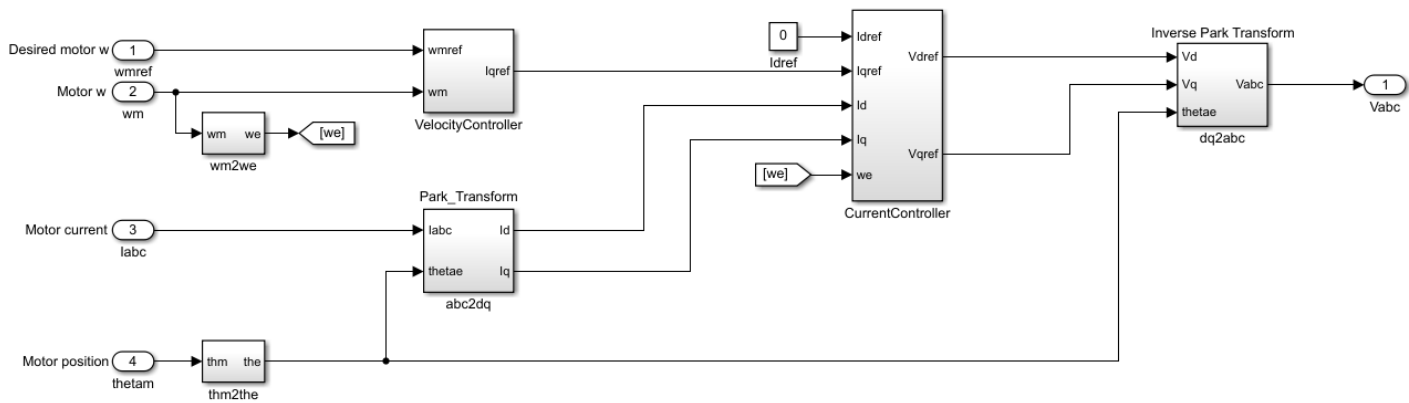 Desired motor w
1
wmref
Motor w
2
wm
wm we
wm2we
[we]
wmref
Iqref
wm
VelocityController
0
Idref
Idref
Vdref
Iqref
Id
Iq
Vqref
we
CurrentController
[we]
Inverse Park Transform
Vd
Vq Vabc
thetae
dq2abc
1
Vabc
Park_Transform
Motor current
3
Iabc
Iabc Id
thetae Iq
abc2dq
Motor position
4
thetam
thm the
thm2the